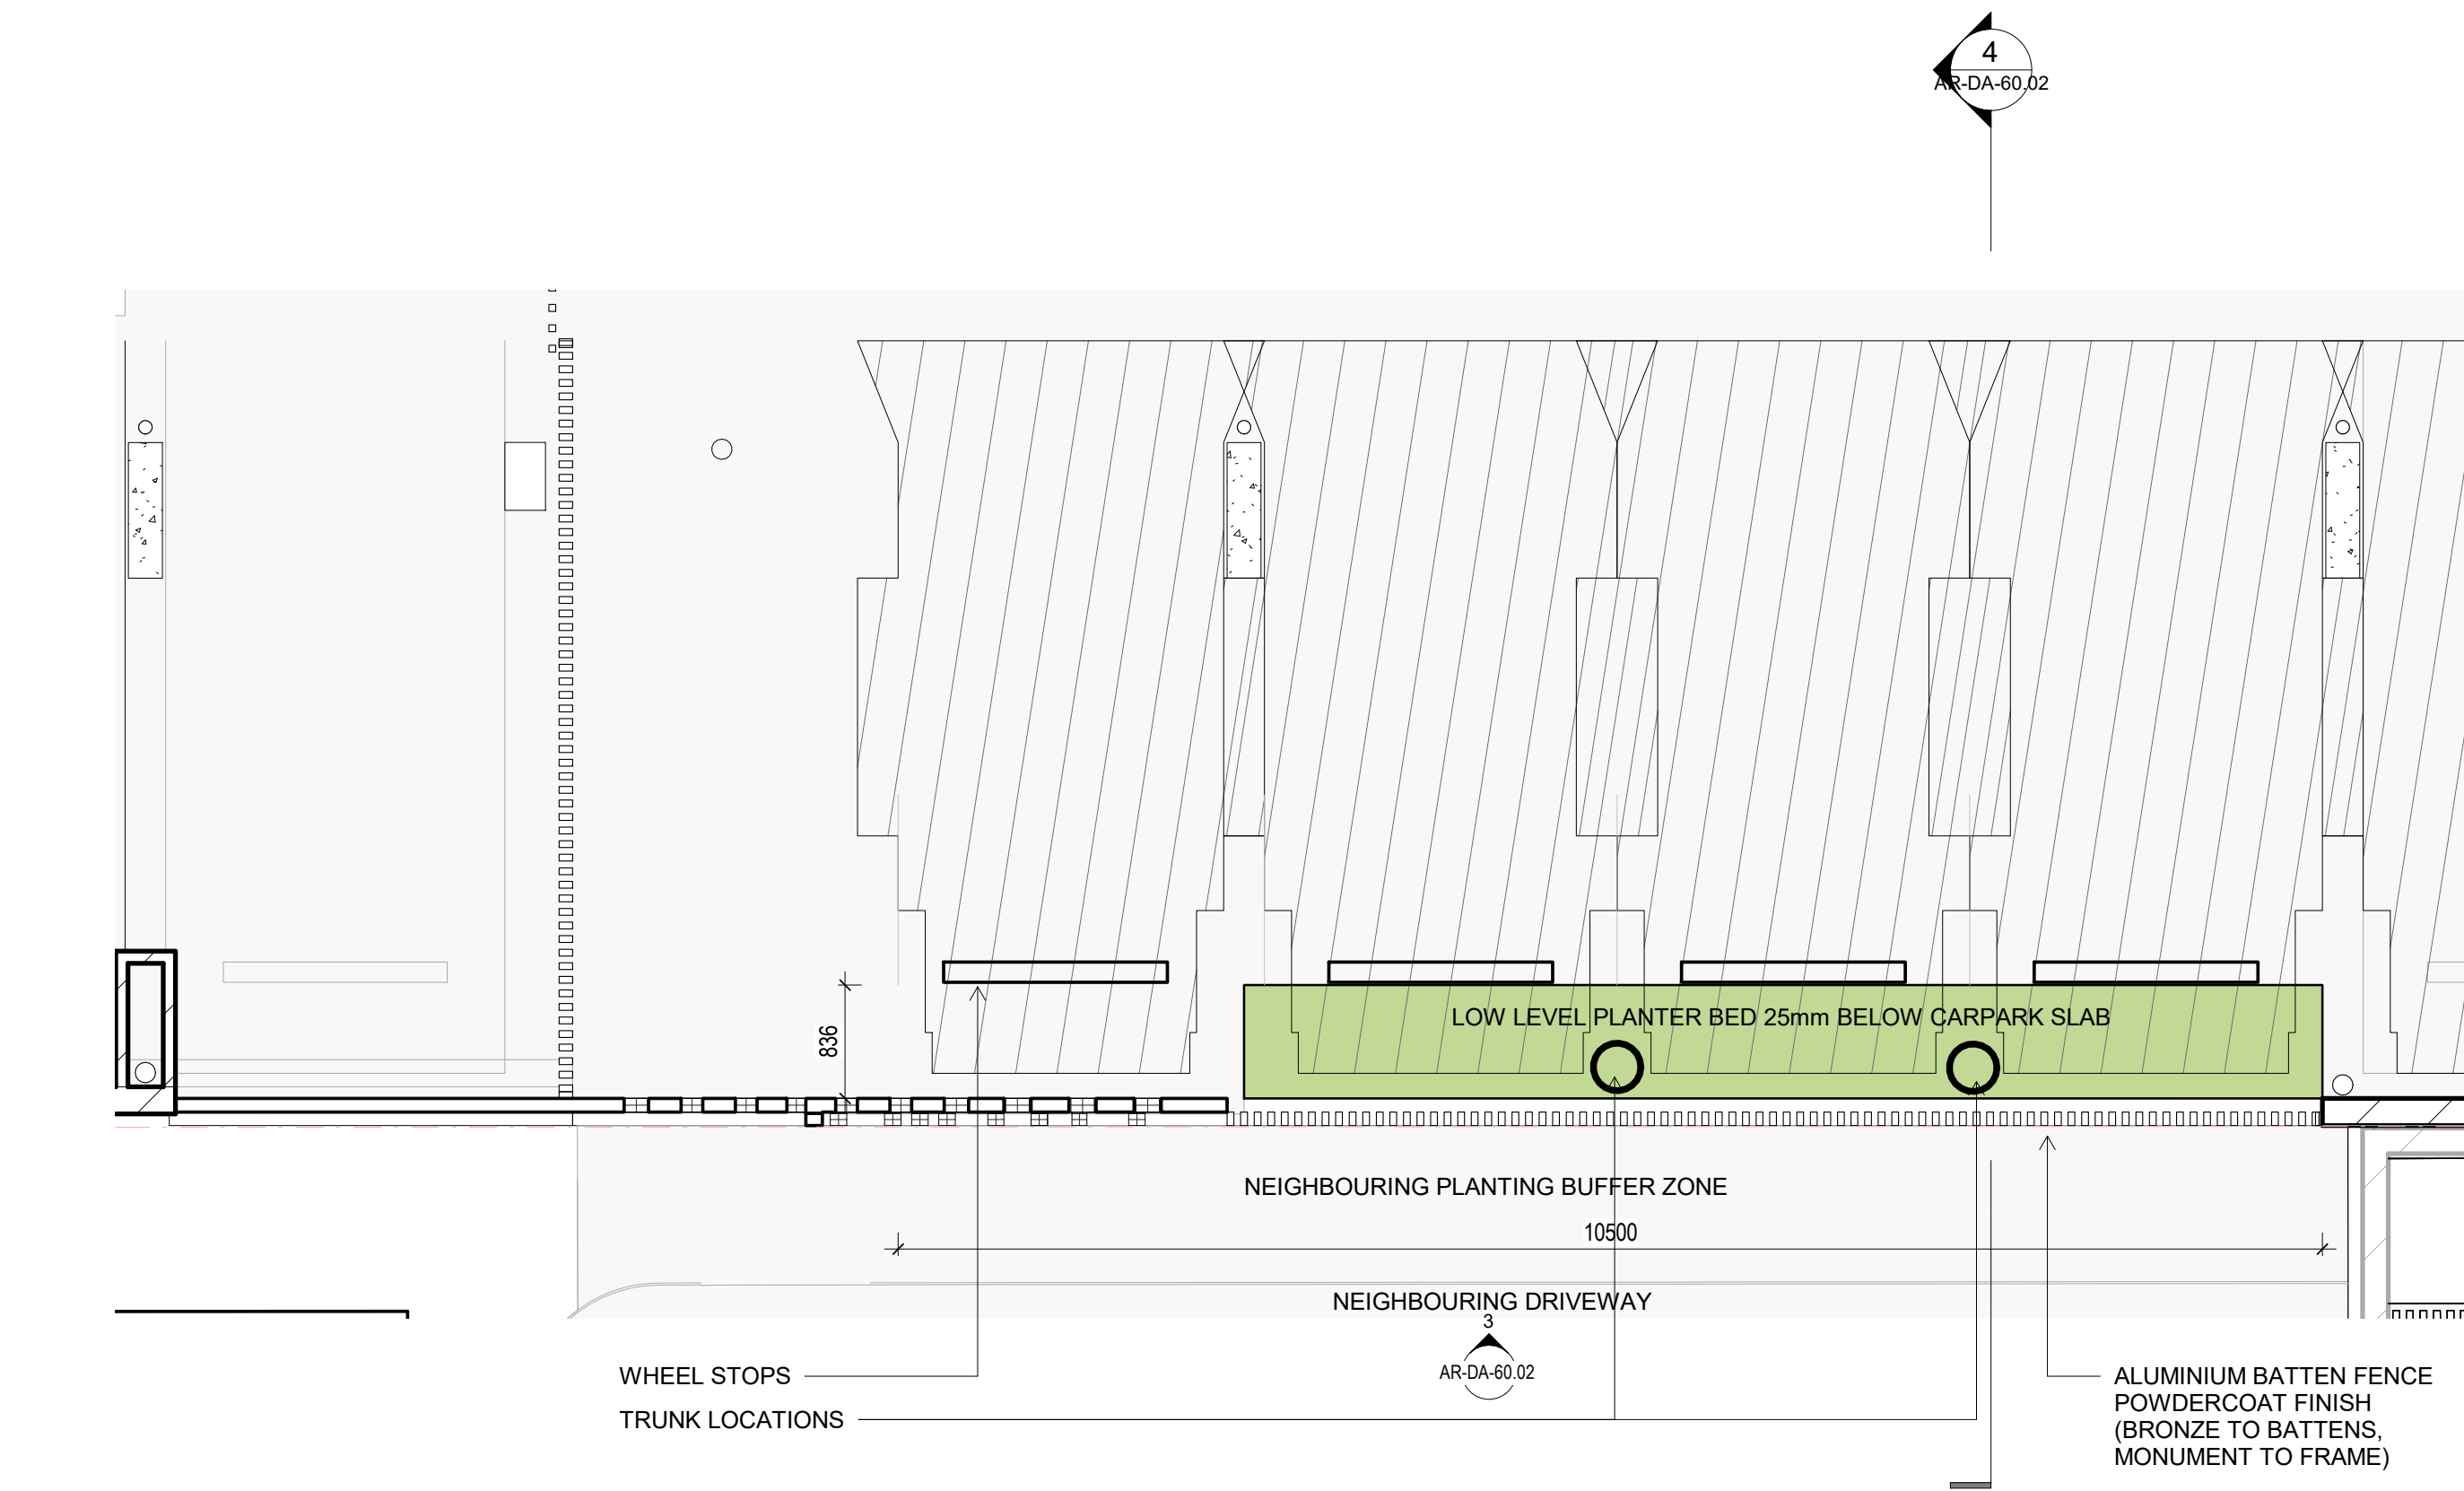 4
AR-DA-60.02
836
LOW LEVEL PLANTER BED 25mm BELOW CARPARK SLAB
NEIGHBOURING PLANTING BUFFER ZONE
10500
NEIGHBOURING DRIVEWAY
3
AR-DA-60.02
WHEEL STOPS
TRUNK LOCATIONS
ALUMINIUM BATTEN FENCE
POWDERCOAT FINISH
(BRONZE TO BATTENS,
MONUMENT TO FRAME)